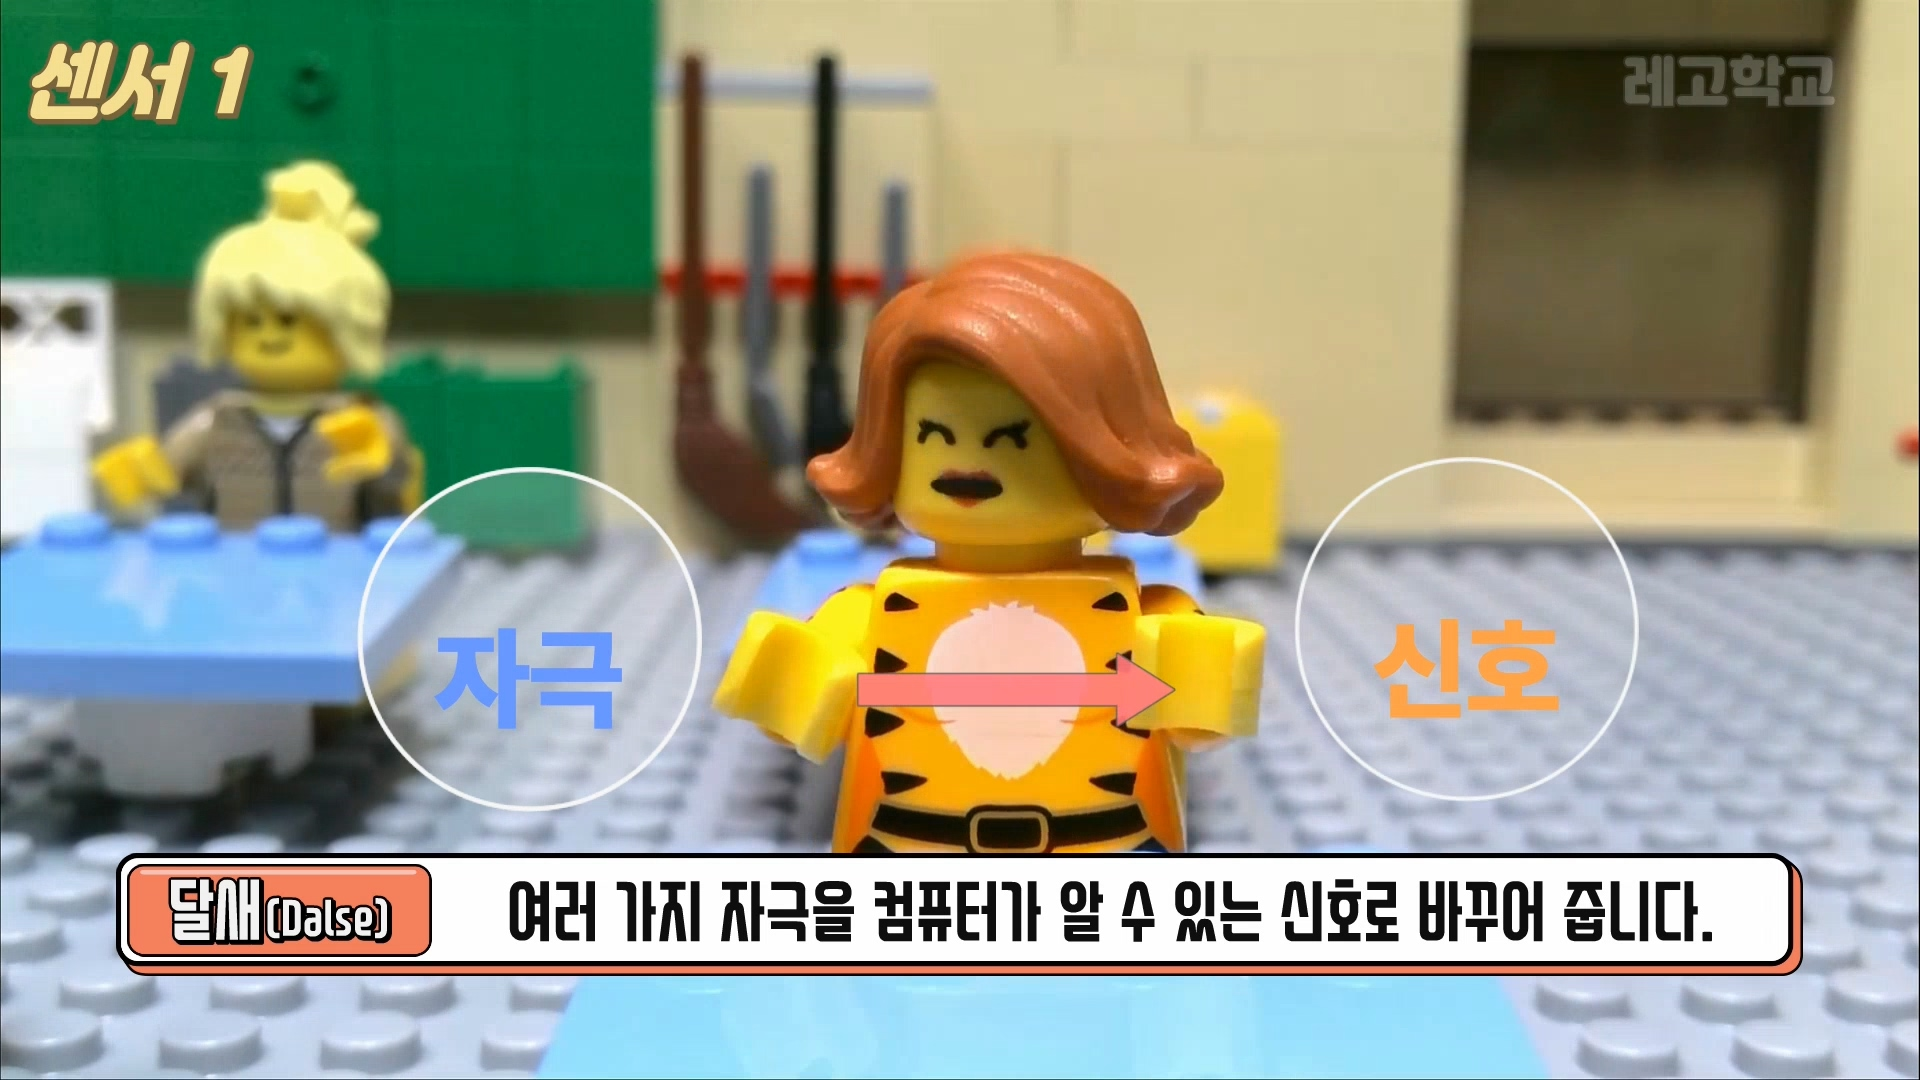 센서 1
레고학교
자극
신호
달새(Dalse)
여러 가지 자극을 컴퓨터가 알 수 있는 신호로 바꾸어 줍니다.